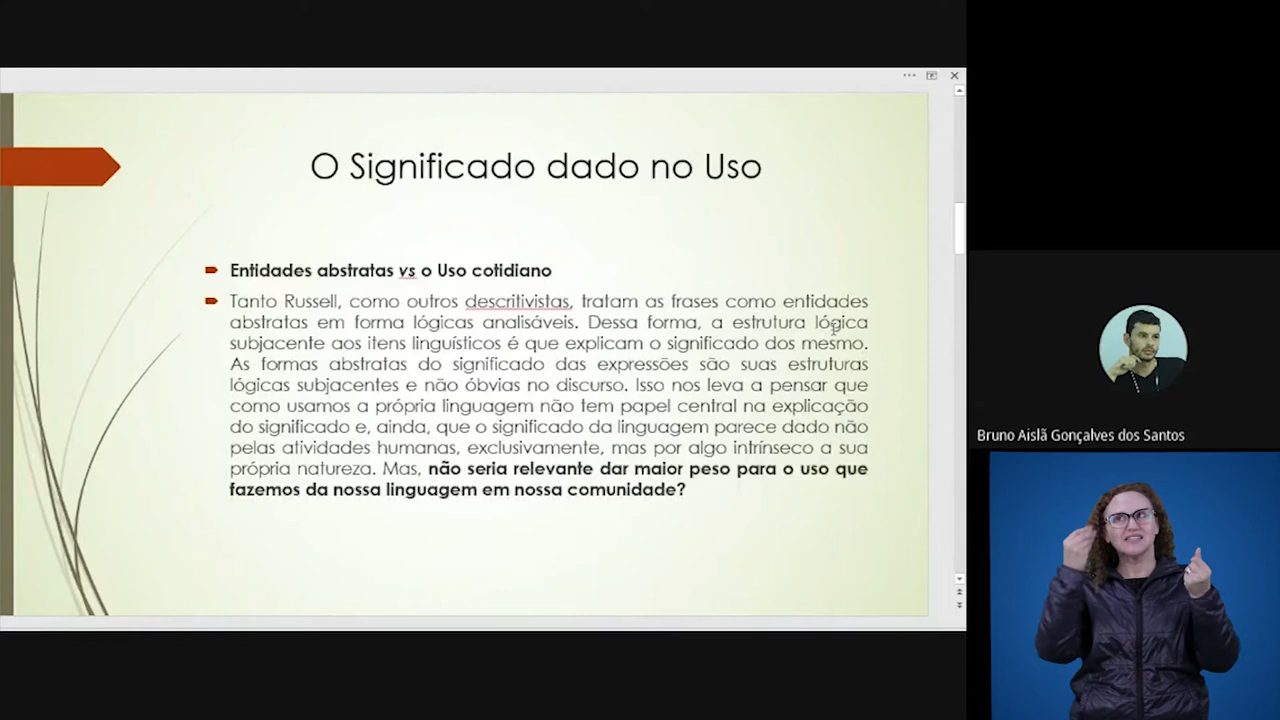 O Significado dado no Uso
Entidades abstratas vs o Uso cotidiano
Tanto Russell, como outros descritivistas, tratam as frases como entidades
abstratas em forma lógicas analisáveis. Dessa forma, a estrutura lógica
subjacente aos itens linguísticos é que explicam o significado dos mesmo.
As formas abstratas do significado das expressões são suas estruturas
lógicas subjacentes e não óbvias no discurso. Isso nos leva a pensar que
como usamos a própria linguagem não tem papel central na explicação
do significado e, ainda, que o significado da linguagem parece dado não
pelas atividades humanas, exclusivamente, mas por algo intrínseco a sua
própria natureza. Mas, não seria relevante dar maior peso para o uso que
fazemos da nossa linguagem em nossa comunidade?
Bruno Aislã Gonçalves dos Santos